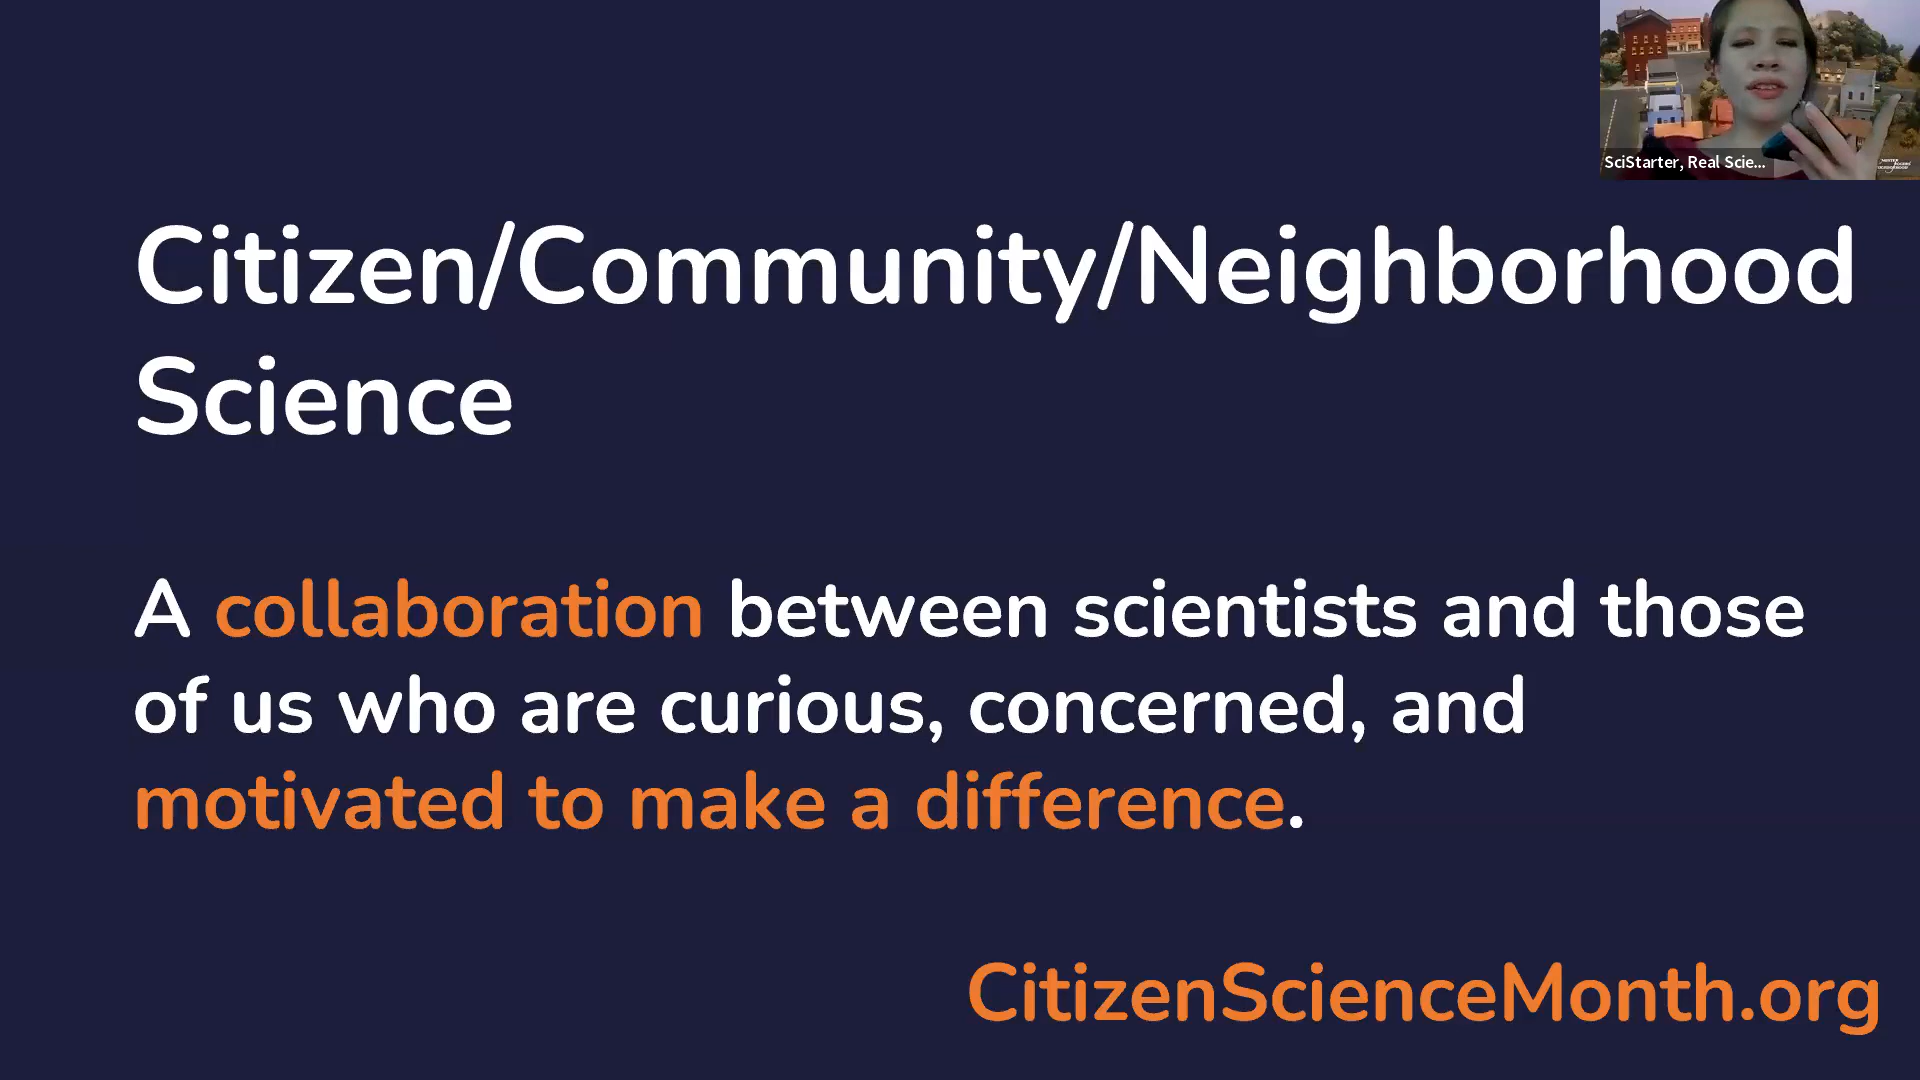 SciStarter, Real Scie...
Citizen/Community/Neighborhood
Science
A collaboration between scientists and those
of us who are curious, concerned, and
motivated to make a difference.
CitizenScienceMonth.org